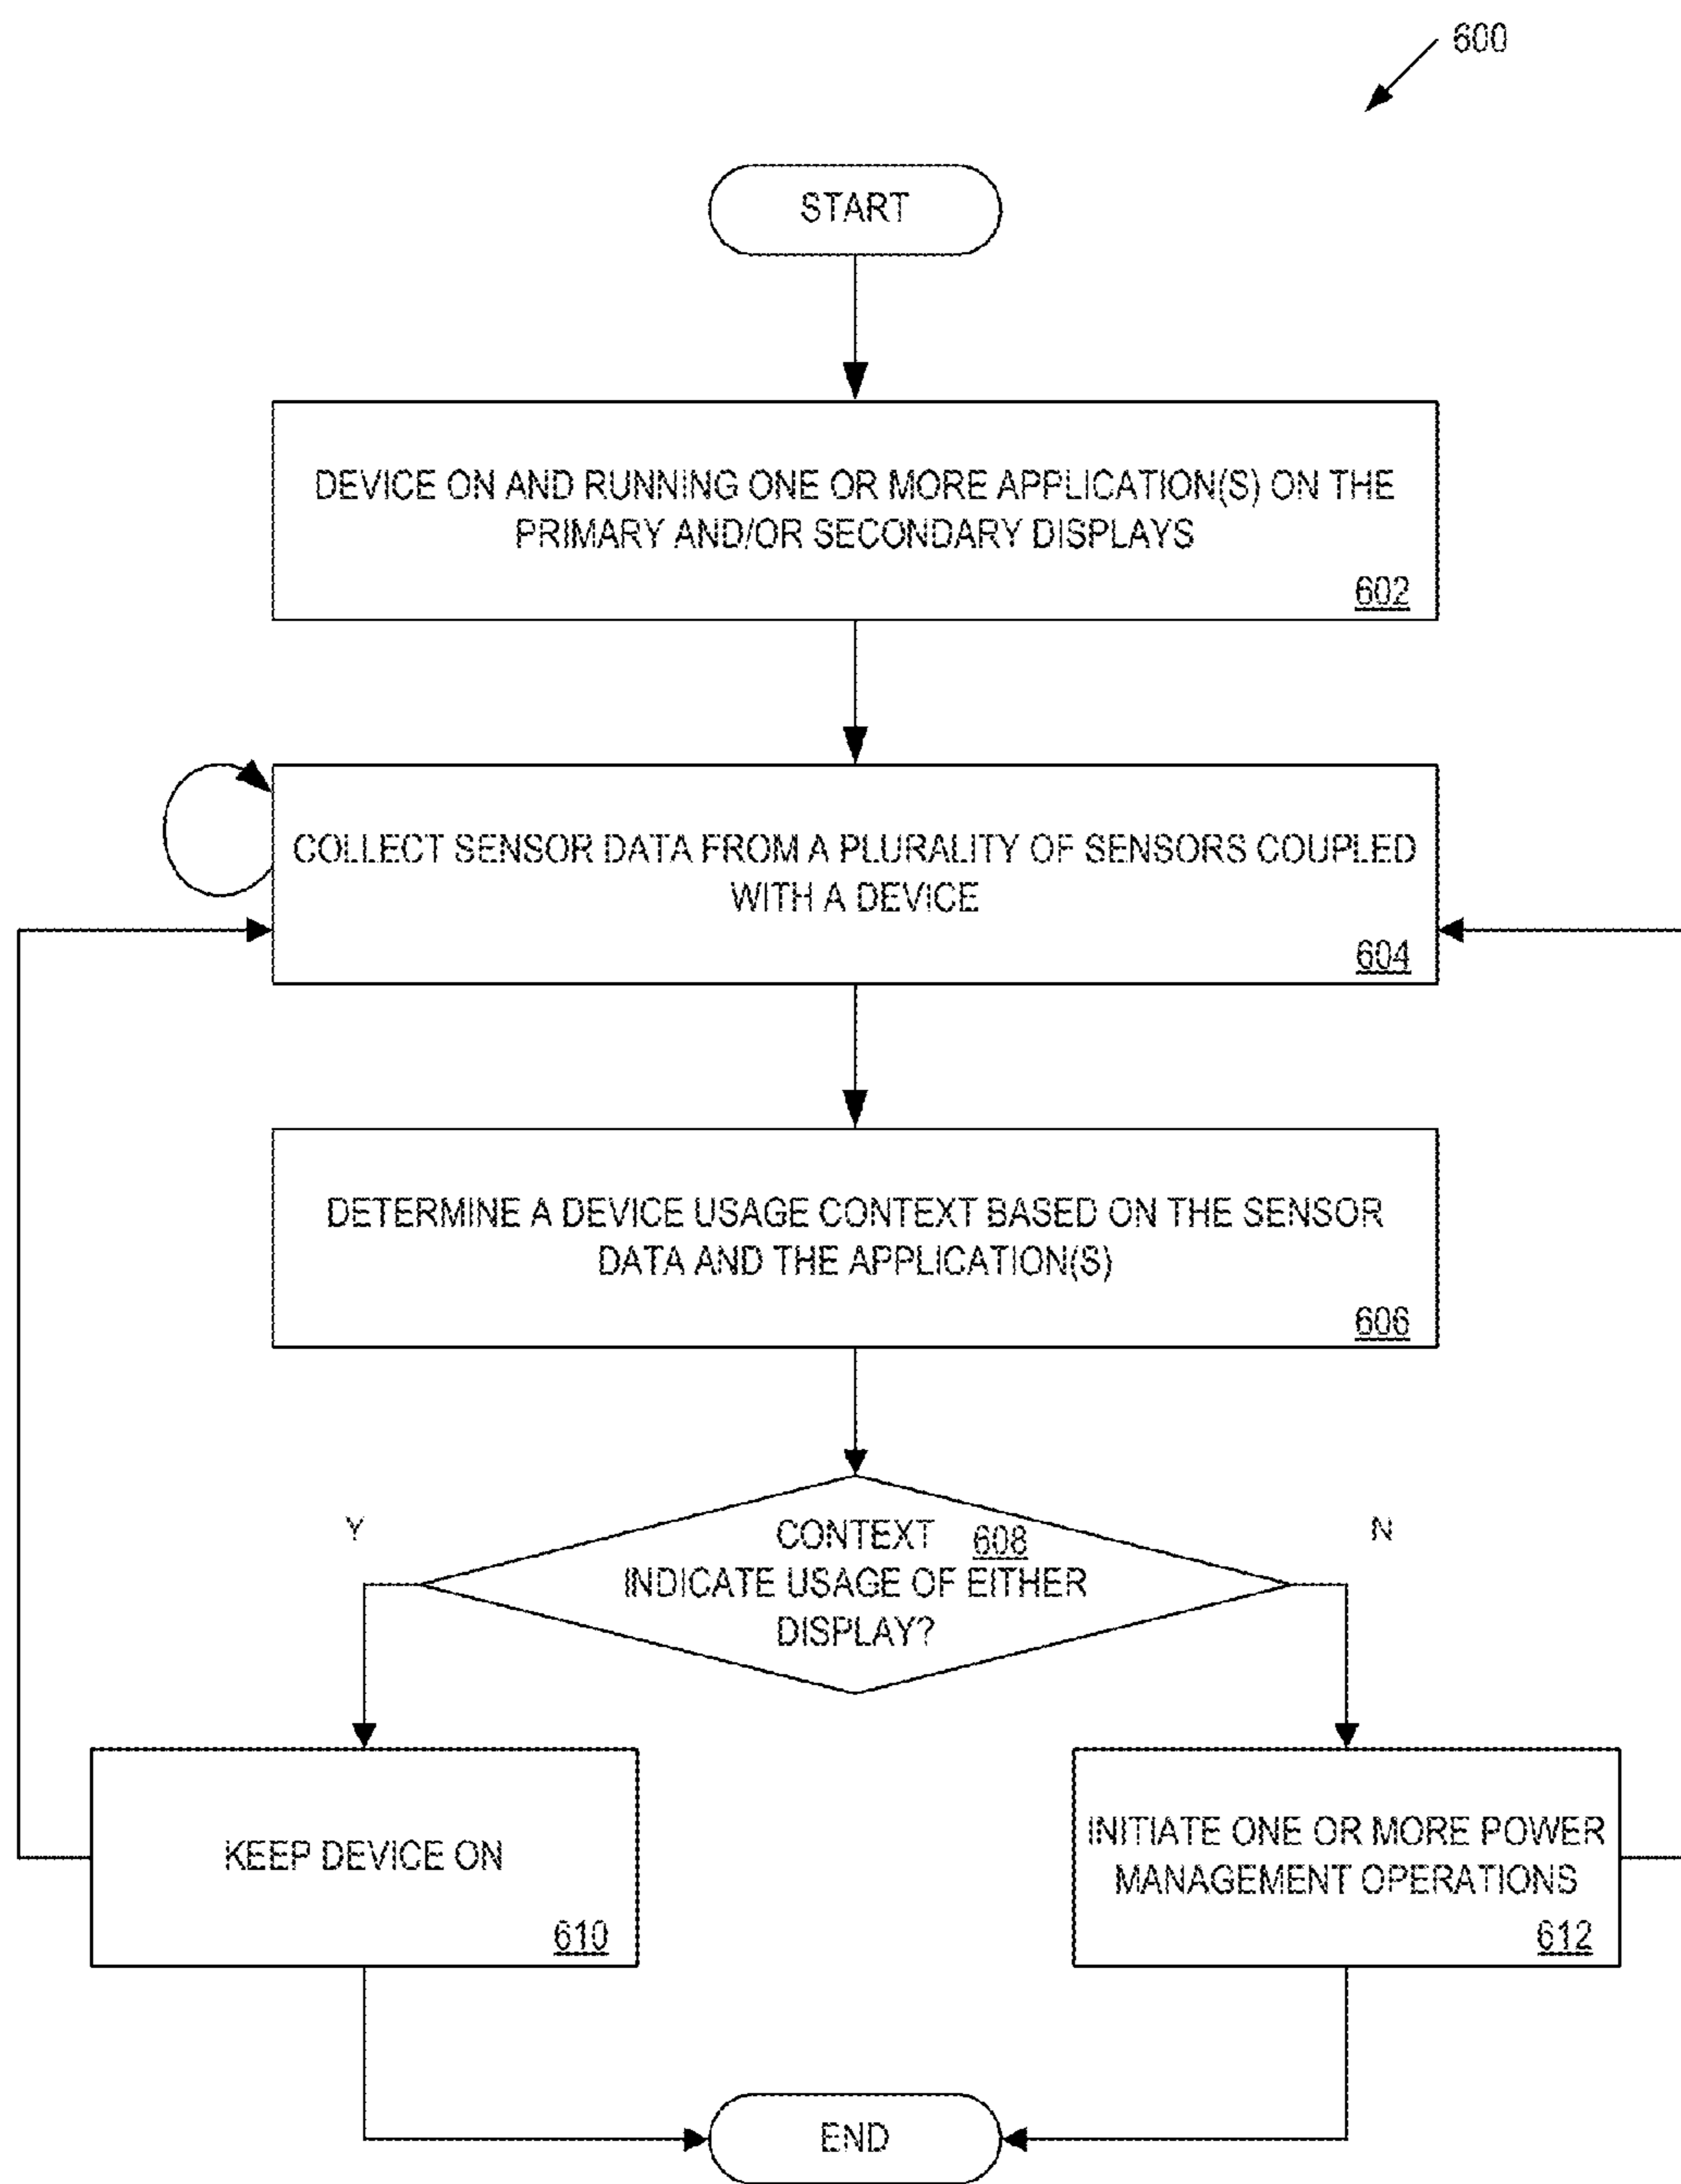 600
START
DEVICE ON AND RUNNING ONE OR MORE APPLICATION(S) ON THE
PRIMARY AND/OR SECONDARY DISPLAYS
602
COLLECT SENSOR DATA FROM A PLURALITY OF SENSORS COUPLED
WITH A DEVICE
604
DETERMINE A DEVICE USAGE CONTEXT BASED ON THE SENSOR
DATA AND THE APPLICATION(S)
606
Y
N
CONTEXT 608
INDICATE USAGE OF EITHER
DISPLAY?
KEEP DEVICE ON
610
INITIATE ONE OR MORE POWER
MANAGEMENT OPERATIONS
612
END